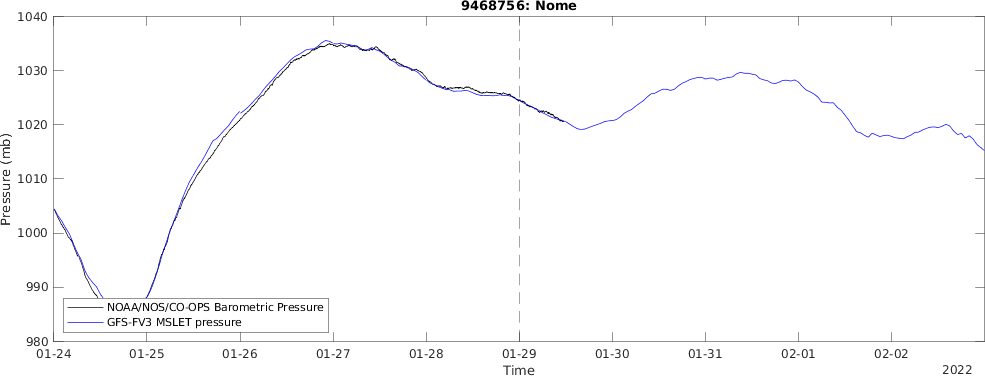 9468756: Nome
Pressure (mb)
1040
1030
1020
1010
1000
990
980
NOAA/NOS/CO-OPS Barometric Pressure
GFS-FV3 MSLET pressure
01-24 01-25 01-26 01-27 01-28 01-29 01-30 01-31 02-01 02-02
Time
2022